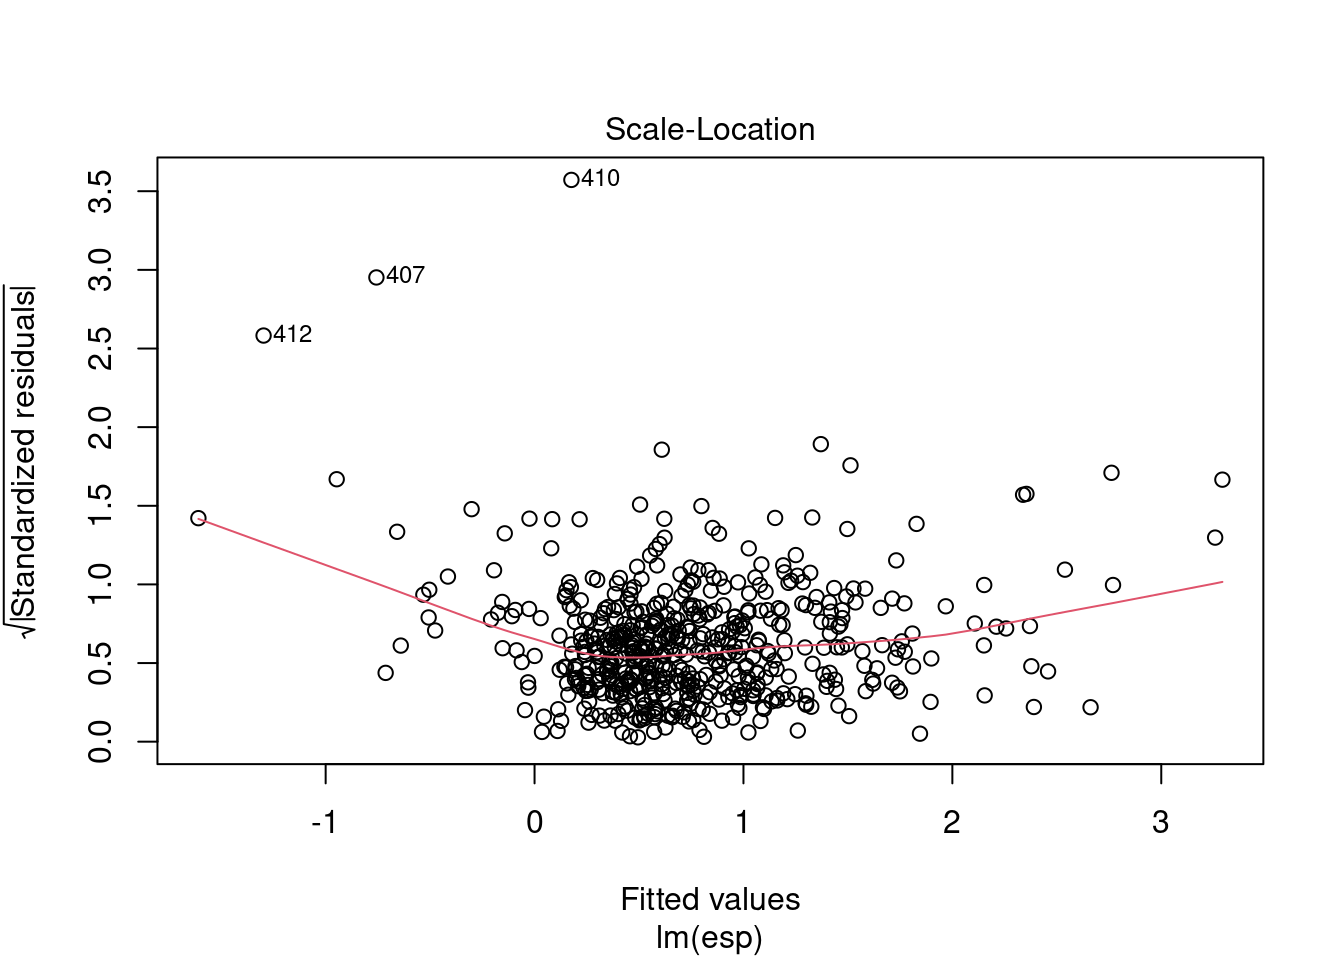 Scale-Location
√|Standardized residuals|
3.5
3.0
2.5
2.0
1.5
1.0
0.5
0.0
410
407
412
-1 0 1 2 3
Fitted values
lm(esp)